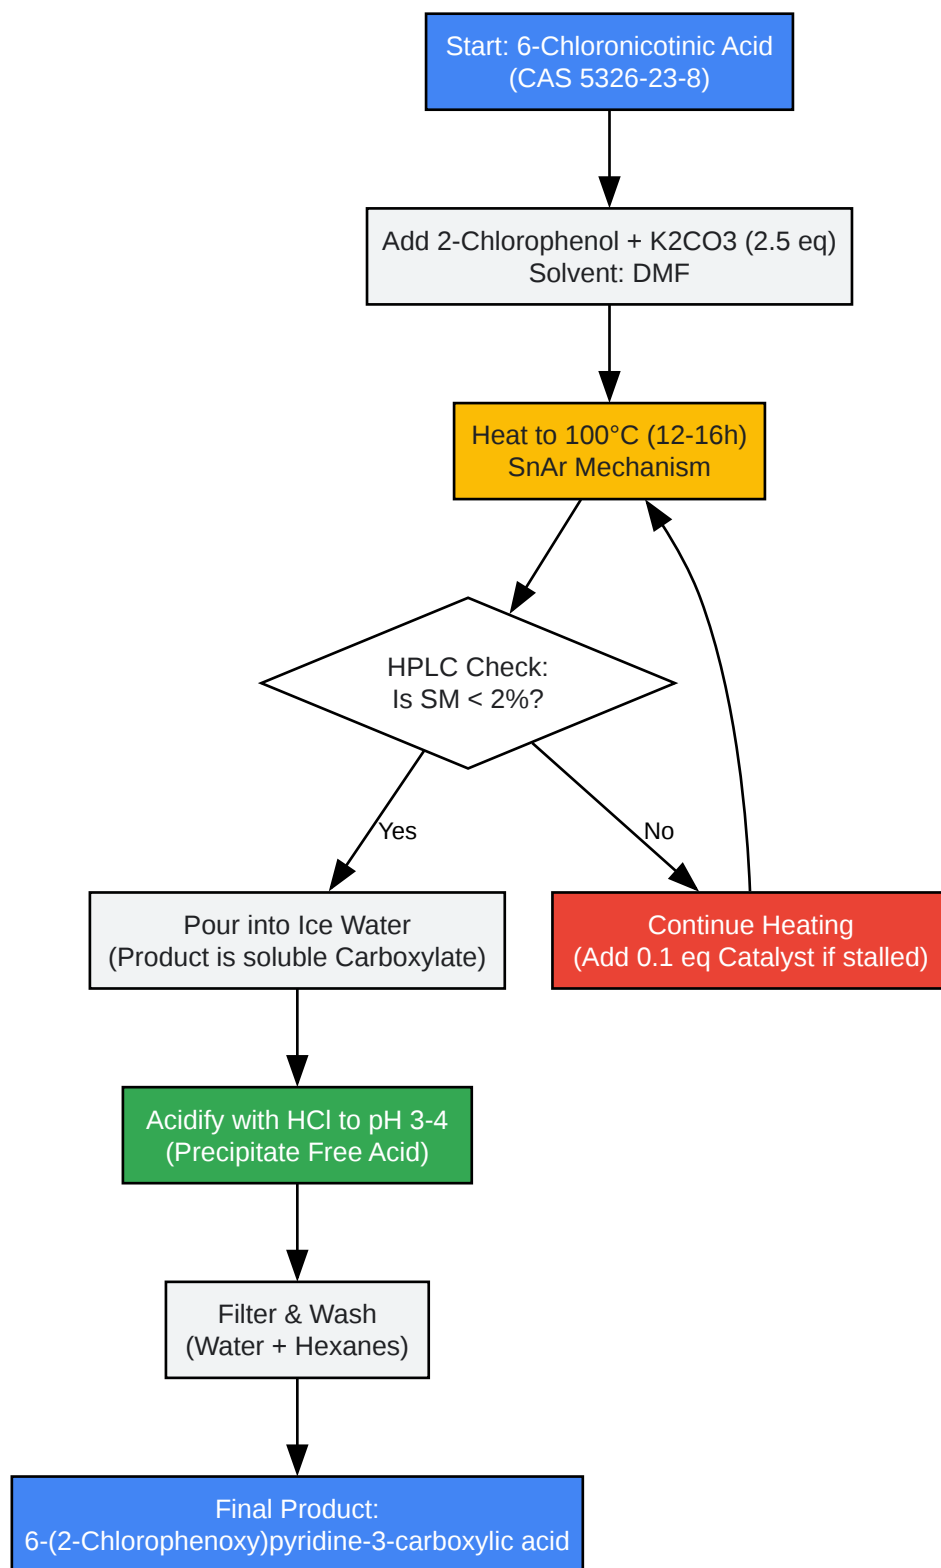 Start: 6-Chloronicotinic Acid
(CAS 5326-23-8)
Add 2-Chlorophenol + K2CO3 (2.5 eq)
Solvent: DMF
Heat to 100°C (12-16h)
SnAr Mechanism
HPLC Check:
Is SM < 2%?
Yes
No
Pour into Ice Water
(Product is soluble Carboxylate)
Continue Heating
(Add 0.1 eq Catalyst if stalled)
Acidify with HCl to pH 3-4
(Precipitate Free Acid)
Filter & Wash
(Water + Hexanes)
Final Product:
6-(2-Chlorophenoxy)pyridine-3-carboxylic acid